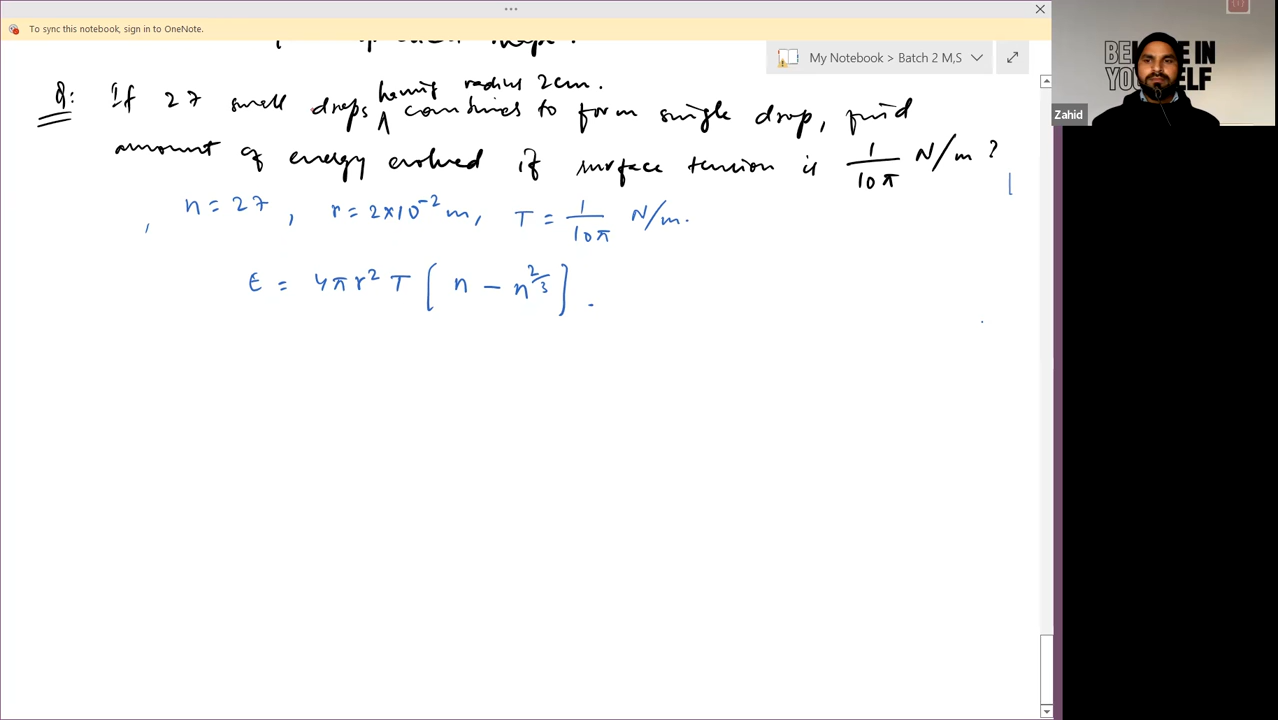 To sync this notebook, sign in to OneNote.
My Notebook > Batch 2 M,S
BELIEVE IN
YOURSELF
Zahid
Q: If 27 small drops having radius 2cm. combines to form single drop, find
amount of energy evolved if surface tension is 1/10π N/m ?
n = 27, r = 2×10⁻² m, T = 1/10π N/m.
E = 4πr² T [ n − n^2/3 ].